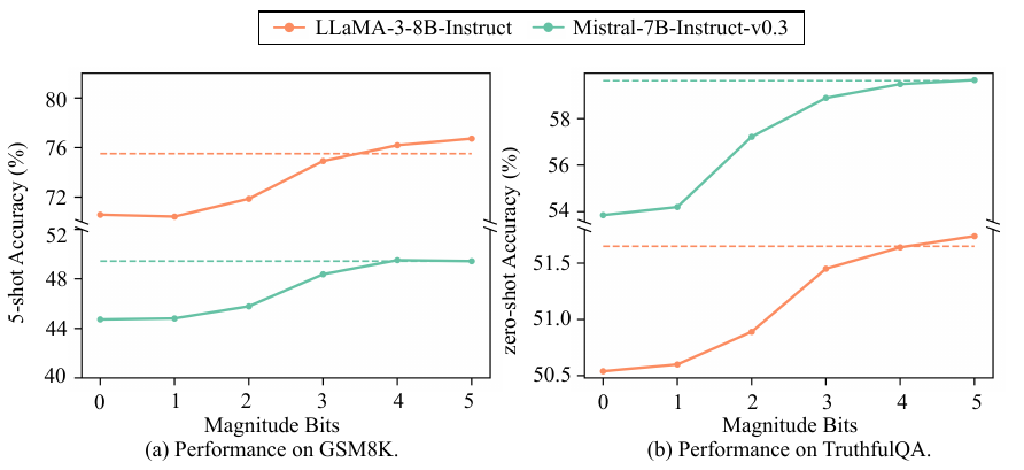 LLaMA-3-8B-Instruct Mistral-7B-Instruct-v0.3
5-shot Accuracy (%)
80
76
72
52
48
44
40
0 1 2 3 4 5
Magnitude Bits
(a) Performance on GSM8K.
zero-shot Accuracy (%)
58
56
54
51.5
51.0
50.5
0 1 2 3 4 5
Magnitude Bits
(b) Performance on TruthfulQA.